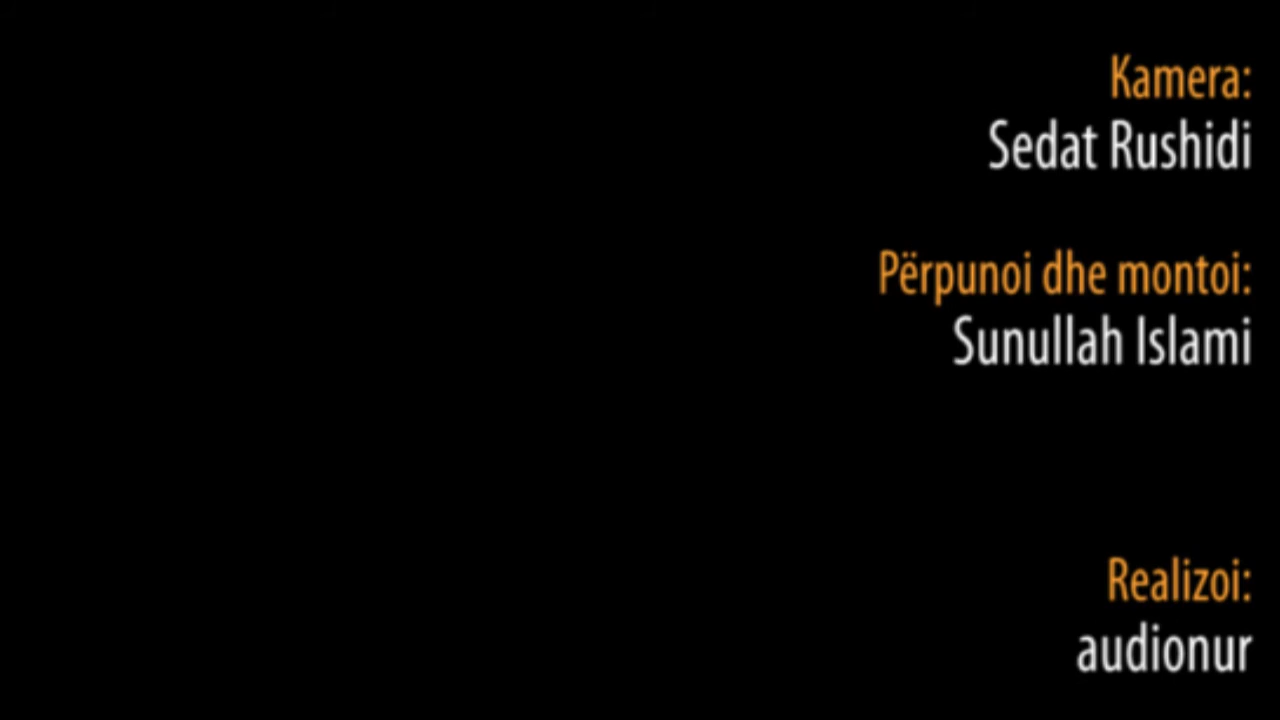 Kamera:
Sedat Rushidi
Përpunoi dhe montoi:
Sunullah Islami
Realizoi:
audionur